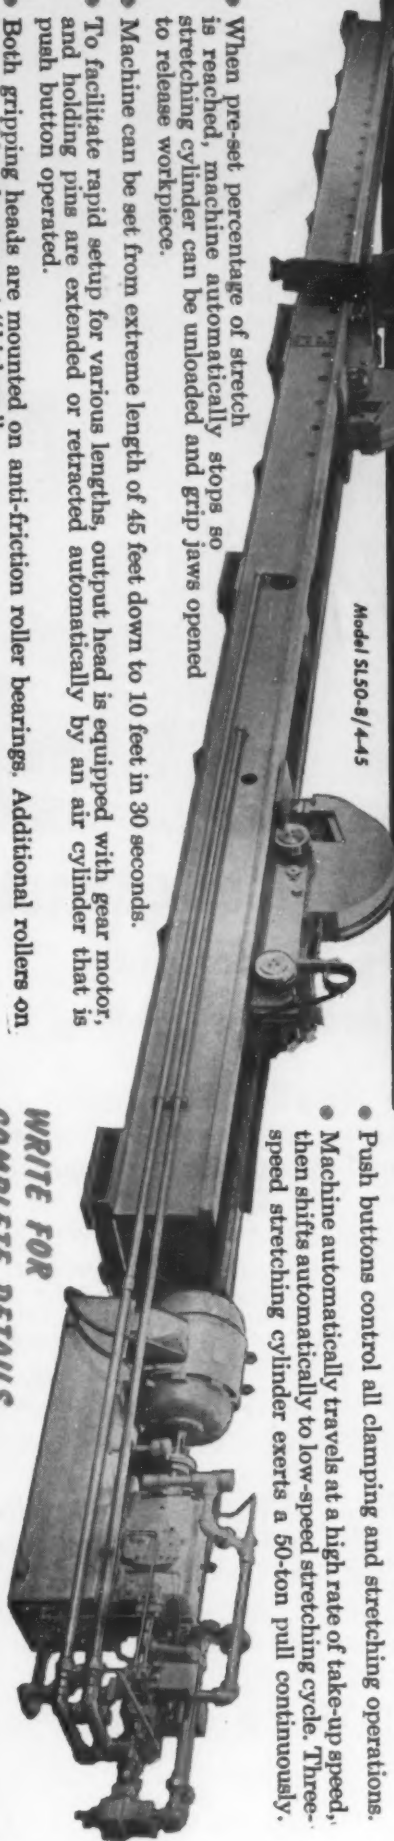 Model SL50-8/4-45
Push buttons control all clamping and stretching operations.
Machine automatically travels at a high rate of take-up speed,
then shifts automatically to low-speed stretching cycle. Three-
speed stretching cylinder exerts a 50-ton pull continuously.
When pre-set percentage of stretch
is reached, machine automatically stops so
stretching cylinder can be unloaded and grip jaws opened
to release workpiece.
Machine can be set from extreme length of 45 feet down to 10 feet in 30 seconds.
To facilitate rapid setup for various lengths, output head is equipped with gear motor,
and holding pins are extended or retracted automatically by an air cylinder that is
push button operated.
Both gripping heads are mounted on anti-friction roller bearings. Additional rollers on
WRITE FOR
COMPLETE DETAILS